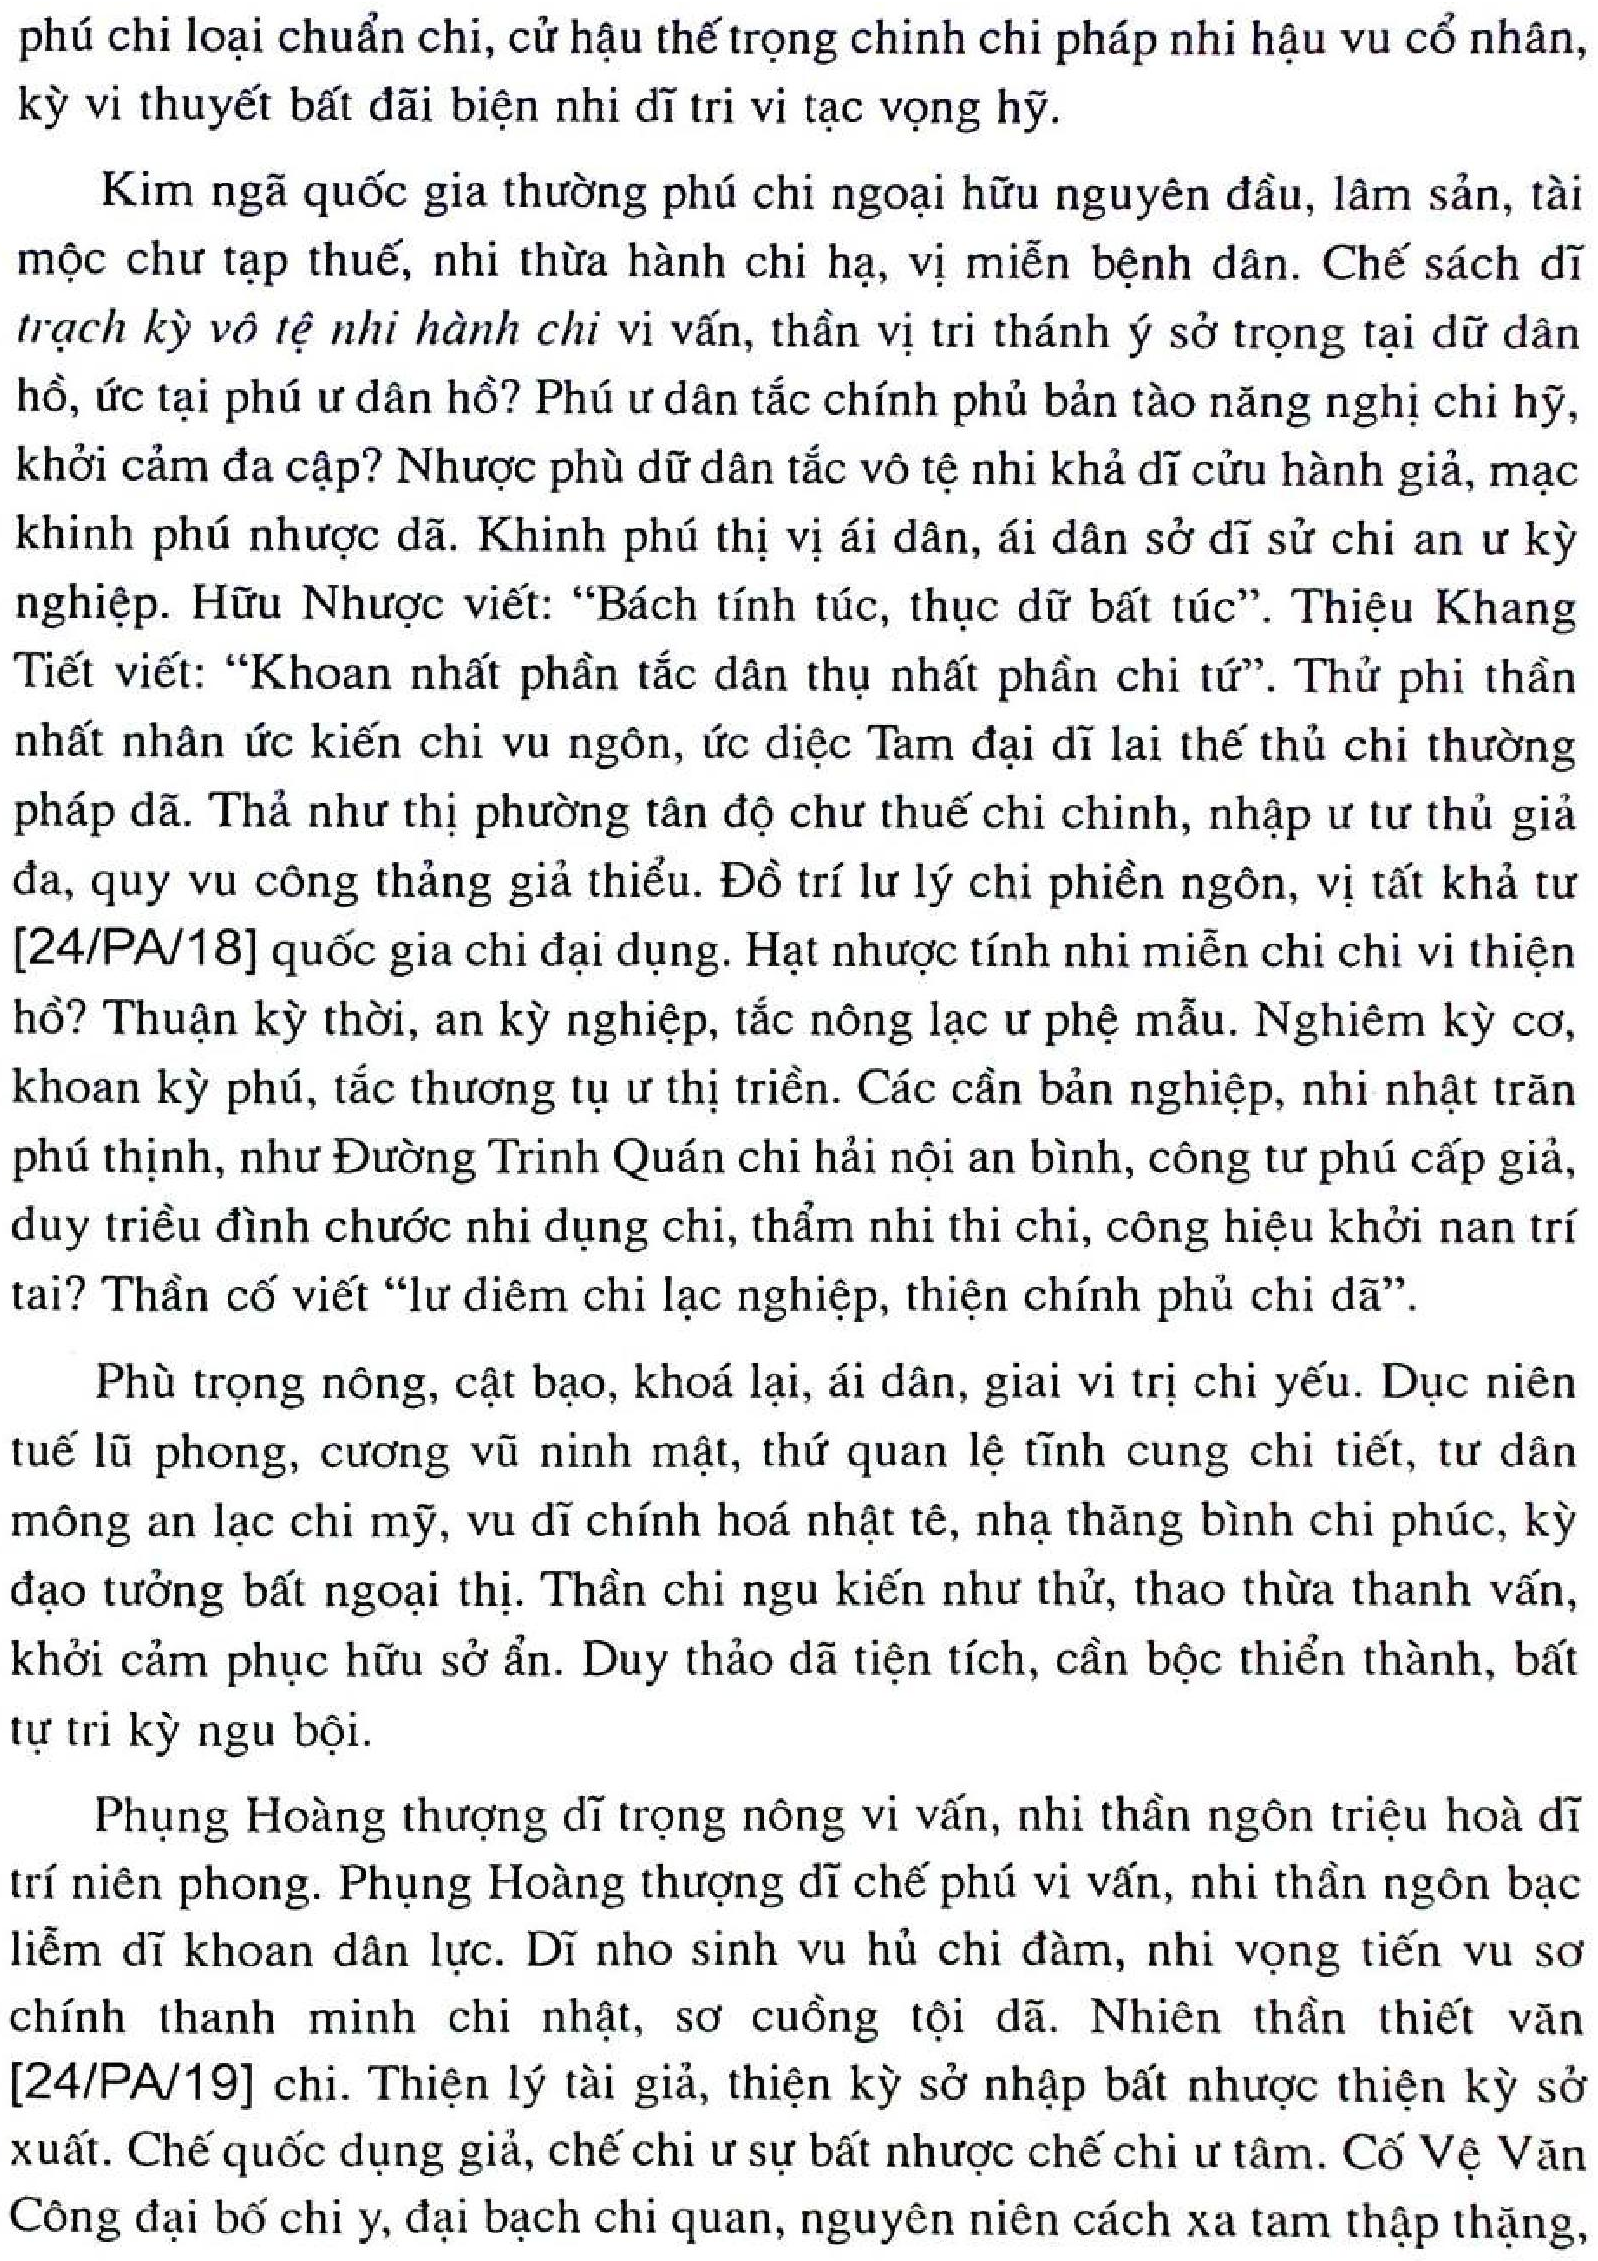 phú chi loại chuẩn chi, cử hậu thế trọng chinh chi pháp nhi hậu vu cổ nhân,
kỳ vi thuyết bất đãi biện nhi dĩ tri vi tạc vọng hỹ.
Kim ngã quốc gia thường phú chi ngoại hữu nguyên đầu, lâm sản, tài
mộc chư tạp thuế, nhi thừa hành chi hạ, vị miễn bệnh dân. Chế sách dĩ
trạch kỳ vô tệ nhi hành chi vi vấn, thần vị tri thánh ý sở trọng tại dữ dân
hồ, ức tại phú ư dân hồ? Phú ư dân tắc chính phủ bản tào năng nghị chi hỹ,
khởi cảm đa cập? Nhược phù dữ dân tắc vô tệ nhi khả dĩ cửu hành giả, mạc
khinh phú nhược dã. Khinh phú thị vị ái dân, ái dân sở dĩ sử chi an ư kỳ
nghiệp. Hữu Nhược viết: “Bách tính túc, thục dữ bất túc”. Thiệu Khang
Tiết viết: “Khoan nhất phần tắc dân thụ nhất phần chi tứ”. Thử phi thần
nhất nhân ức kiến chi vu ngôn, ức diệc Tam đại dĩ lai thế thủ chi thường
pháp dã. Thả như thị phường tân độ chư thuế chi chinh, nhập ư tư thủ giả
đa, quy vu công thảng giả thiểu. Đồ trí lư lý chi phiền ngôn, vị tất khả tư
[24/PA/18] quốc gia chi đại dụng. Hạt nhược tính nhi miễn chi chi vi thiện
hồ? Thuận kỳ thời, an kỳ nghiệp, tắc nông lạc ư phệ mẫu. Nghiêm kỳ cơ,
khoan kỳ phú, tắc thương tụ ư thị triền. Các cần bản nghiệp, nhi nhật trăn
phú thịnh, như Đường Trinh Quán chi hải nội an bình, công tư phú cấp giả,
duy triều đình chước nhi dụng chi, thẩm nhi thi chi, công hiệu khởi nan trí
tai? Thần cố viết “lư diêm chi lạc nghiệp, thiện chính phủ chi dã”.
Phù trọng nông, cật bạo, khoá lại, ái dân, giai vi trị chi yếu. Dục niên
tuế lũ phong, cương vũ ninh mật, thứ quan lệ tĩnh cung chi tiết, tư dân
mông an lạc chi mỹ, vu dĩ chính hoá nhật tê, nhạ thăng bình chi phúc, kỳ
đạo tưởng bất ngoại thị. Thần chi ngu kiến như thử, thao thừa thanh vấn,
khởi cảm phục hữu sở ẩn. Duy thảo dã tiện tích, cần bộc thiển thành, bất
tự tri kỳ ngu bội.
Phụng Hoàng thượng dĩ trọng nông vi vấn, nhi thần ngôn triệu hoà dĩ
trí niên phong. Phụng Hoàng thượng dĩ chế phú vi vấn, nhi thần ngôn bạc
liễm dĩ khoan dân lực. Dĩ nho sinh vu hủ chi đàm, nhi vọng tiến vu sơ
chính thanh minh chi nhật, sơ cuồng tội dã. Nhiên thần thiết văn
[24/PA/19] chi. Thiện lý tài giả, thiện kỳ sở nhập bất nhược thiện kỳ sở
xuất. Chế quốc dụng giả, chế chi ư sự bất nhược chế chi ư tâm. Cố Vệ Văn
Công đại bố chi y, đại bạch chi quan, nguyên niên cách xa tam thập thặng,